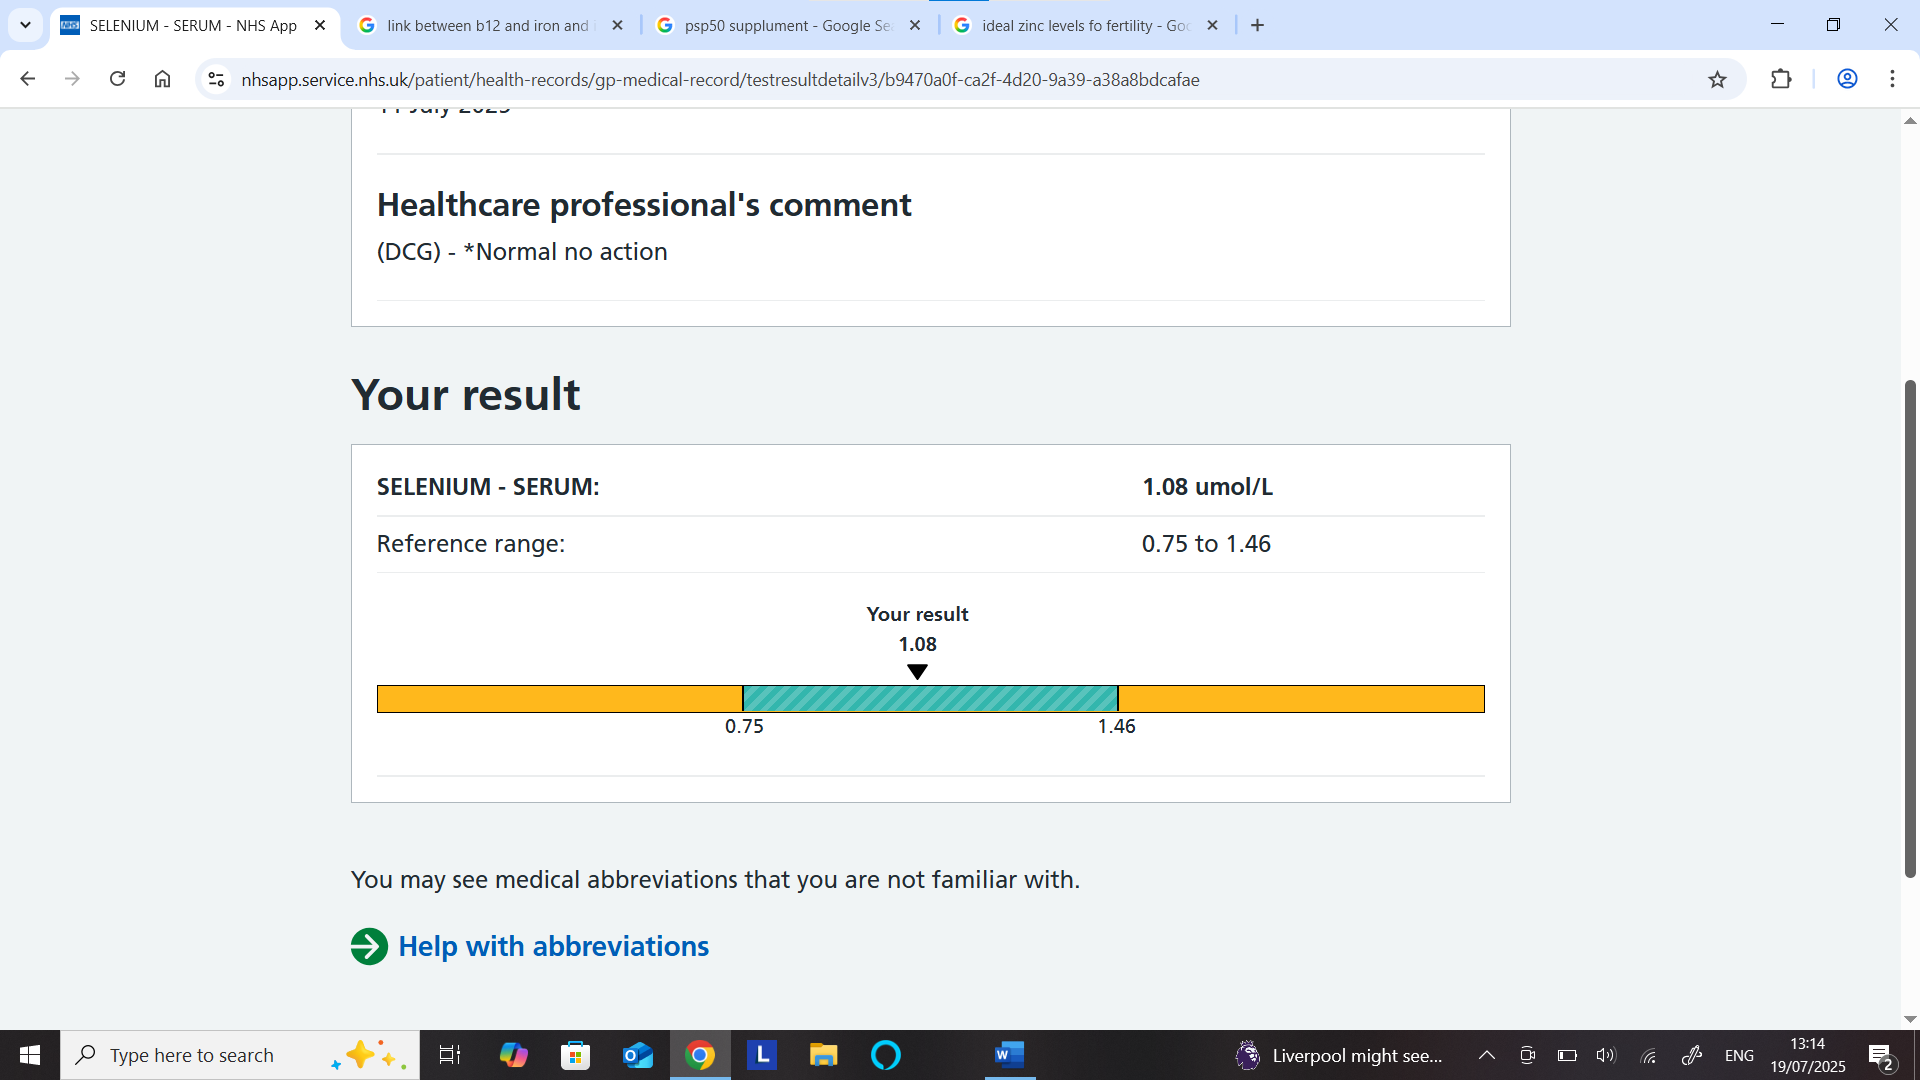 SELENIUM - SERUM - NHS App
link between b12 and iron and
psp50 supplument - Google Se
ideal zinc levels fo fertility - Goo
nhsapp.service.nhs.uk/patient/health-records/gp-medical-record/testresultdetailv3/b9470a0f-ca2f-4d20-9a39-a38a8bdcafae
Healthcare professional's comment
(DCG) - *Normal no action
Your result
SELENIUM - SERUM: 1.08 umol/L
Reference range: 0.75 to 1.46
Your result
1.08
0.75 1.46
You may see medical abbreviations that you are not familiar with.
Help with abbreviations
Type here to search
Liverpool might see...
ENG
13:14
19/07/2025
2